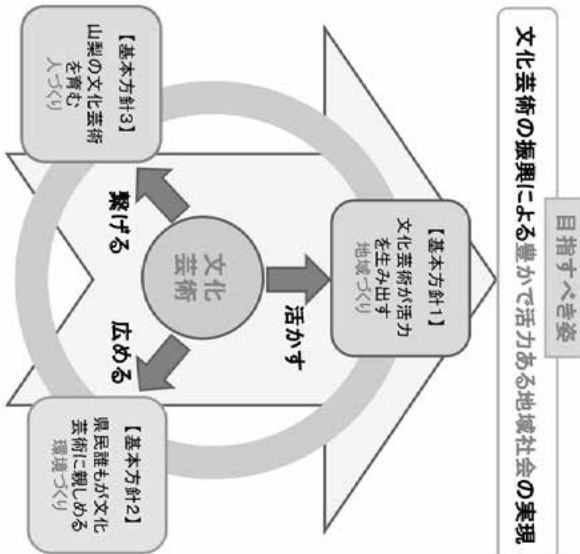 目指すべき姿
文化芸術の振興による豊かで活力ある地域社会の実現
【基本方針1】
文化芸術が活力
を生み出す
地域づくり
活かす
文化
芸術
繋げる
広める
【基本方針3】
山梨の文化芸術
を育む
人づくり
【基本方針2】
県民誰もが文化
芸術に親しめる
環境づくり